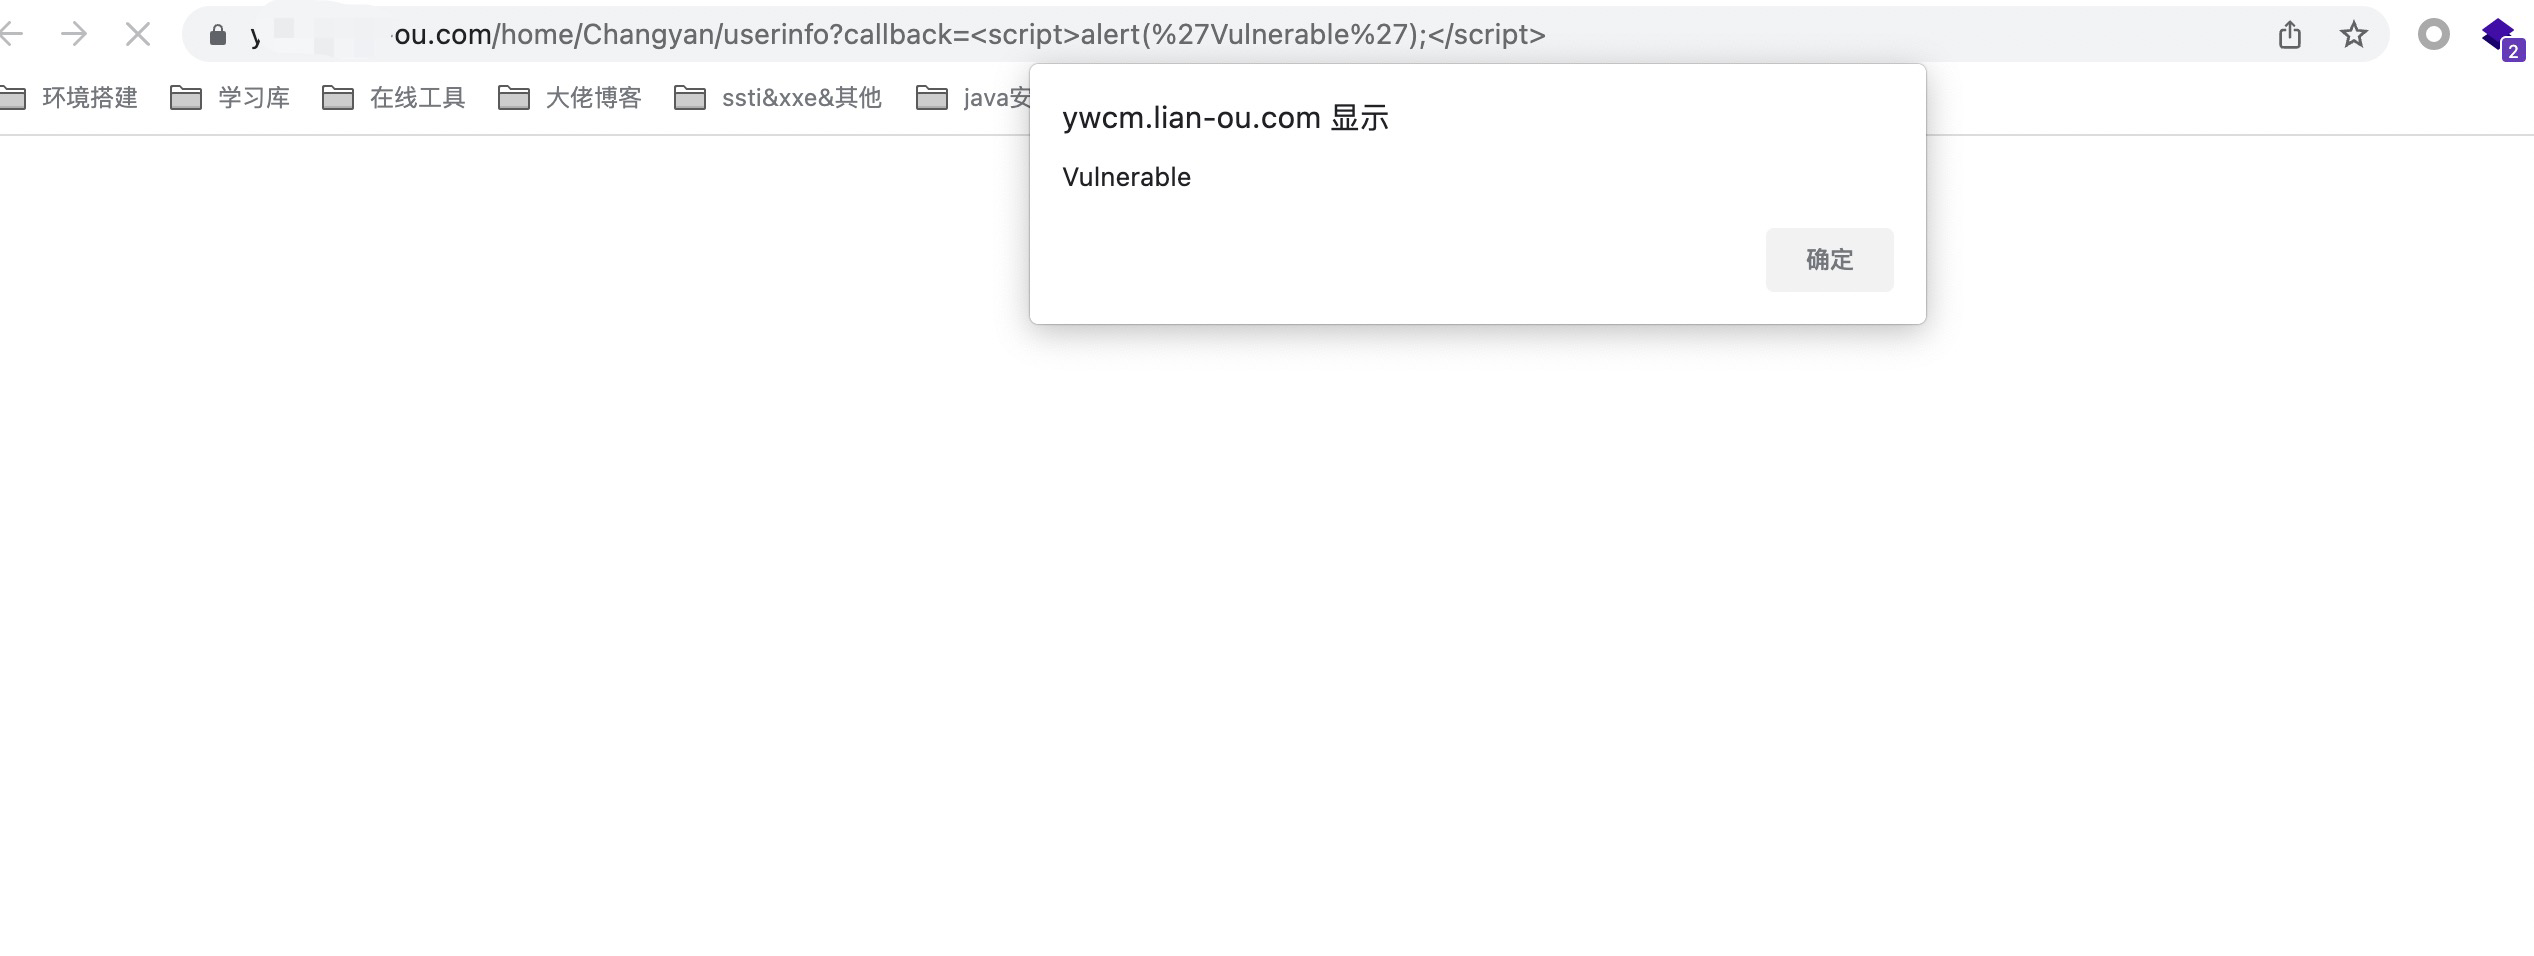 y
ou.com/home/Changyan/userinfo?callback=<script>alert(%27Vulnerable%27);</script>
2
环境搭建 学习库 在线工具 大佬博客 ssti&xxe&其他 java安
ywcm.lian-ou.com 显示
Vulnerable
确定